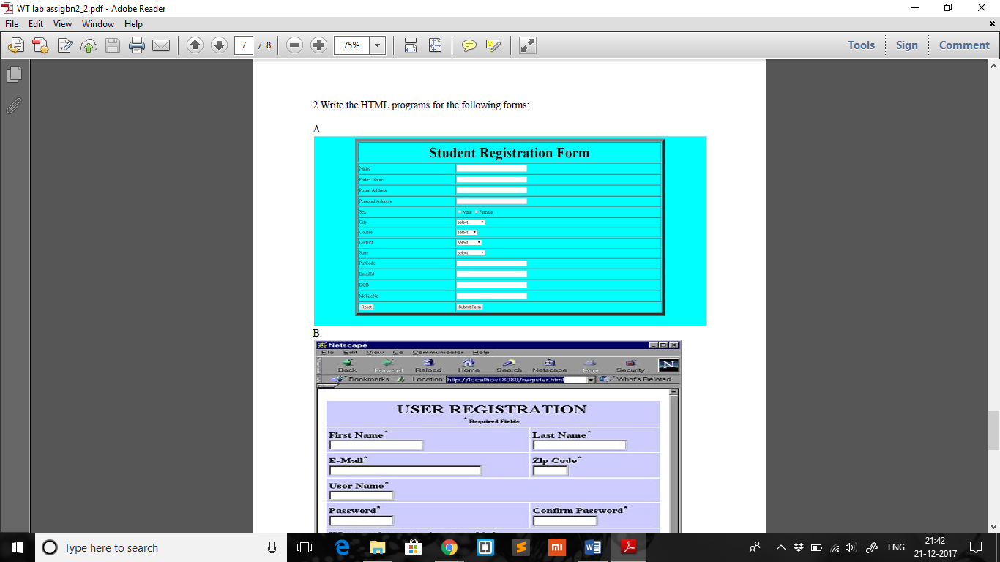 WT lab assigbn2_2.pdf - Adobe Reader
File Edit View Window Help
7 / 8 75% Tools Sign Comment
2.Write the HTML programs for the following forms:
A.
Student Registration Form
Name
Father Name
Postal Address
Personal Address
Sex Male Female
City select
Course select
District select
State select
PinCode
EmailId
DOB
MobileNo
Reset Submit Form
B.
Netscape
File Edit View Go Communicator Help
Back Forward Reload Home Search Netscape Print Security
Bookmarks Location: http://localhost:8080/register.html What's Related
USER REGISTRATION
* Required Fields
First Name* Last Name*
E-Mail* Zip Code*
User Name*
Password* Confirm Password*
Type here to search
ENG 21:42
21-12-2017